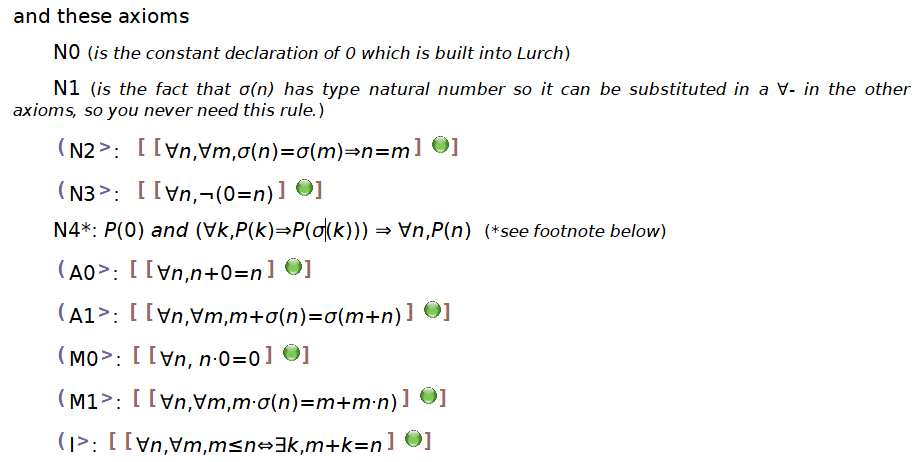 and these axioms
N0 (is the constant declaration of 0 which is built into Lurch)
N1 (is the fact that σ(n) has type natural number so it can be substituted in a ∀- in the other
axioms, so you never need this rule.)
(N2>: [[∀n,∀m,σ(n)=σ(m)⇒n=m] ]
(N3>: [[∀n,¬(0=n)] ]
N4*: P(0) and (∀k,P(k)⇒P(σ(k))) ⇒ ∀n,P(n) (*see footnote below)
(A0>: [[∀n,n+0=n] ]
(A1>: [[∀n,∀m,m+σ(n)=σ(m+n)] ]
(M0>: [[∀n, n·0=0] ]
(M1>: [[∀n,∀m,m·σ(n)=m+m·n)] ]
(I>: [[∀n,∀m,m≤n⇔∃k,m+k=n] ]